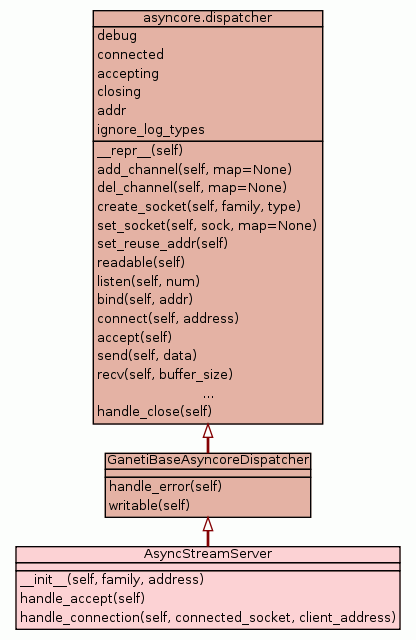 asyncore.dispatcher
debug
connected
accepting
closing
addr
ignore_log_types
__repr__(self)
add_channel(self, map=None)
del_channel(self, map=None)
create_socket(self, family, type)
set_socket(self, sock, map=None)
set_reuse_addr(self)
readable(self)
listen(self, num)
bind(self, addr)
connect(self, address)
accept(self)
send(self, data)
recv(self, buffer_size)
...
handle_close(self)
GanetiBaseAsyncoreDispatcher
handle_error(self)
writable(self)
AsyncStreamServer
__init__(self, family, address)
handle_accept(self)
handle_connection(self, connected_socket, client_address)